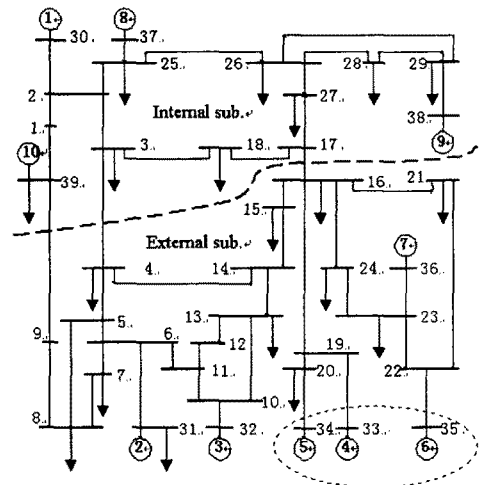 1 8
30 37
25 26 28 29
2 27
Internal sub. 38
1 9
10 3 18 17
39 16 21
15
External sub. 7
4 14 24 36
5 13 23
9 6 12 19
7 11 20 22
8 10
31 32 34 33 35
2 3 5 4 6